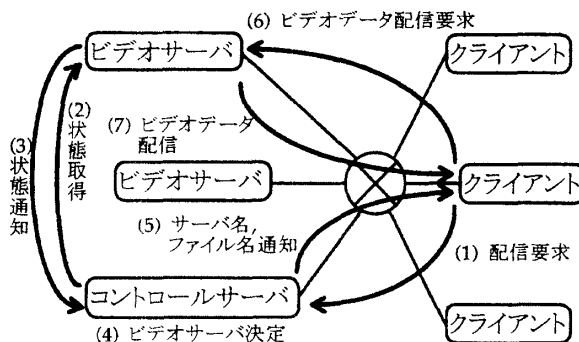 (6) ビデオデータ配信要求
ビデオサーバ
クライアント
(2)
状態取得
(3)
状態通知
(7) ビデオデータ
配信
ビデオサーバ
クライアント
(5) サーバ名,
ファイル名通知
(1) 配信要求
コントロールサーバ
(4) ビデオサーバ決定
クライアント